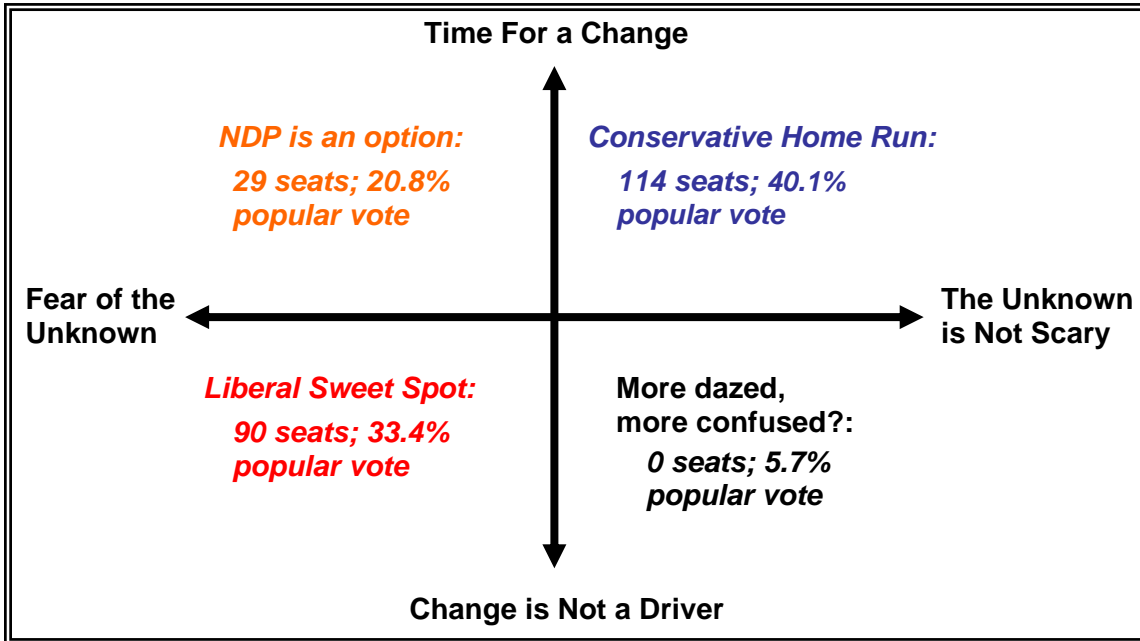 Time For a Change
NDP is an option:
29 seats; 20.8%
popular vote
Conservative Home Run:
114 seats; 40.1%
popular vote
Fear of the
Unknown
The Unknown
is Not Scary
Liberal Sweet Spot:
90 seats; 33.4%
popular vote
More dazed,
more confused?:
0 seats; 5.7%
popular vote
Change is Not a Driver